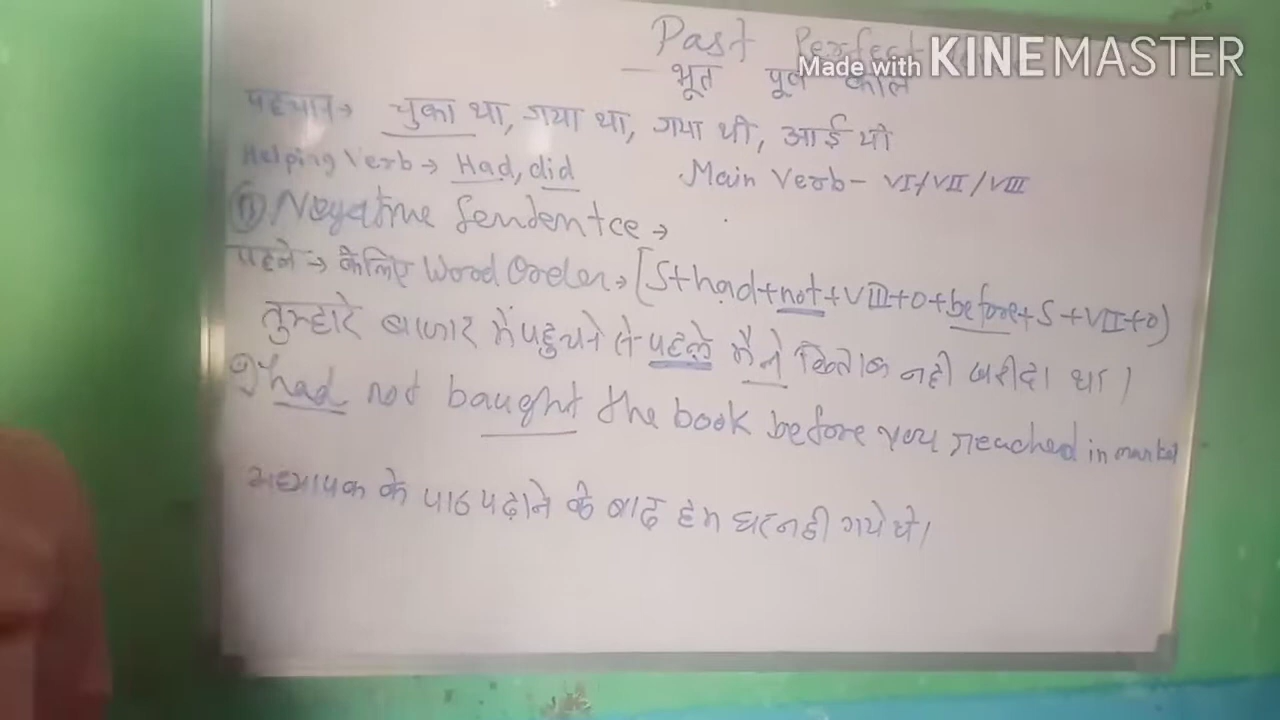 Past Perfect
Made with KINEMASTER
भूत पूर्ण काल
पहचान → चुका था, गया था, गया थी, आई थी
Helping Verb → Had, did Main Verb - VI/VII/VIII
Negative Sendentce →
पहले → के लिए Word Order → [S+had+not+VIII+O+before+S+VII+O)
तुम्हारे बाजार में पहुचने से पहले मैने किताब नही खरीदा था।
I had not baught the book before you reached in market
अध्यापक के पाठ पढ़ाने के बाद हम घर नही गये थे।